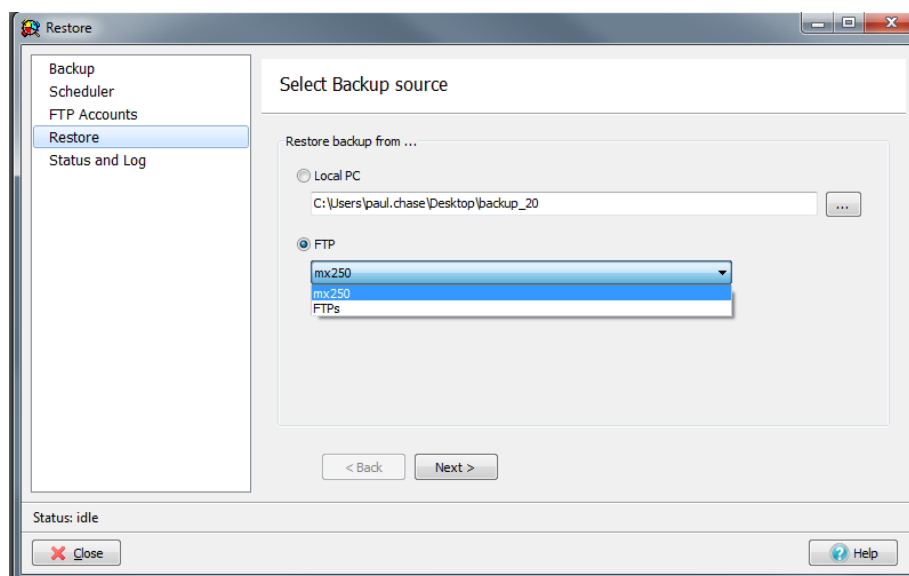 Restore
Backup
Scheduler
FTP Accounts
Restore
Status and Log
Select Backup source
Restore backup from ...
Local PC
C:\Users\paul.chase\Desktop\backup_20
...
FTP
mx250
mx250
FTPs
< Back
Next >
Status: idle
Close
Help